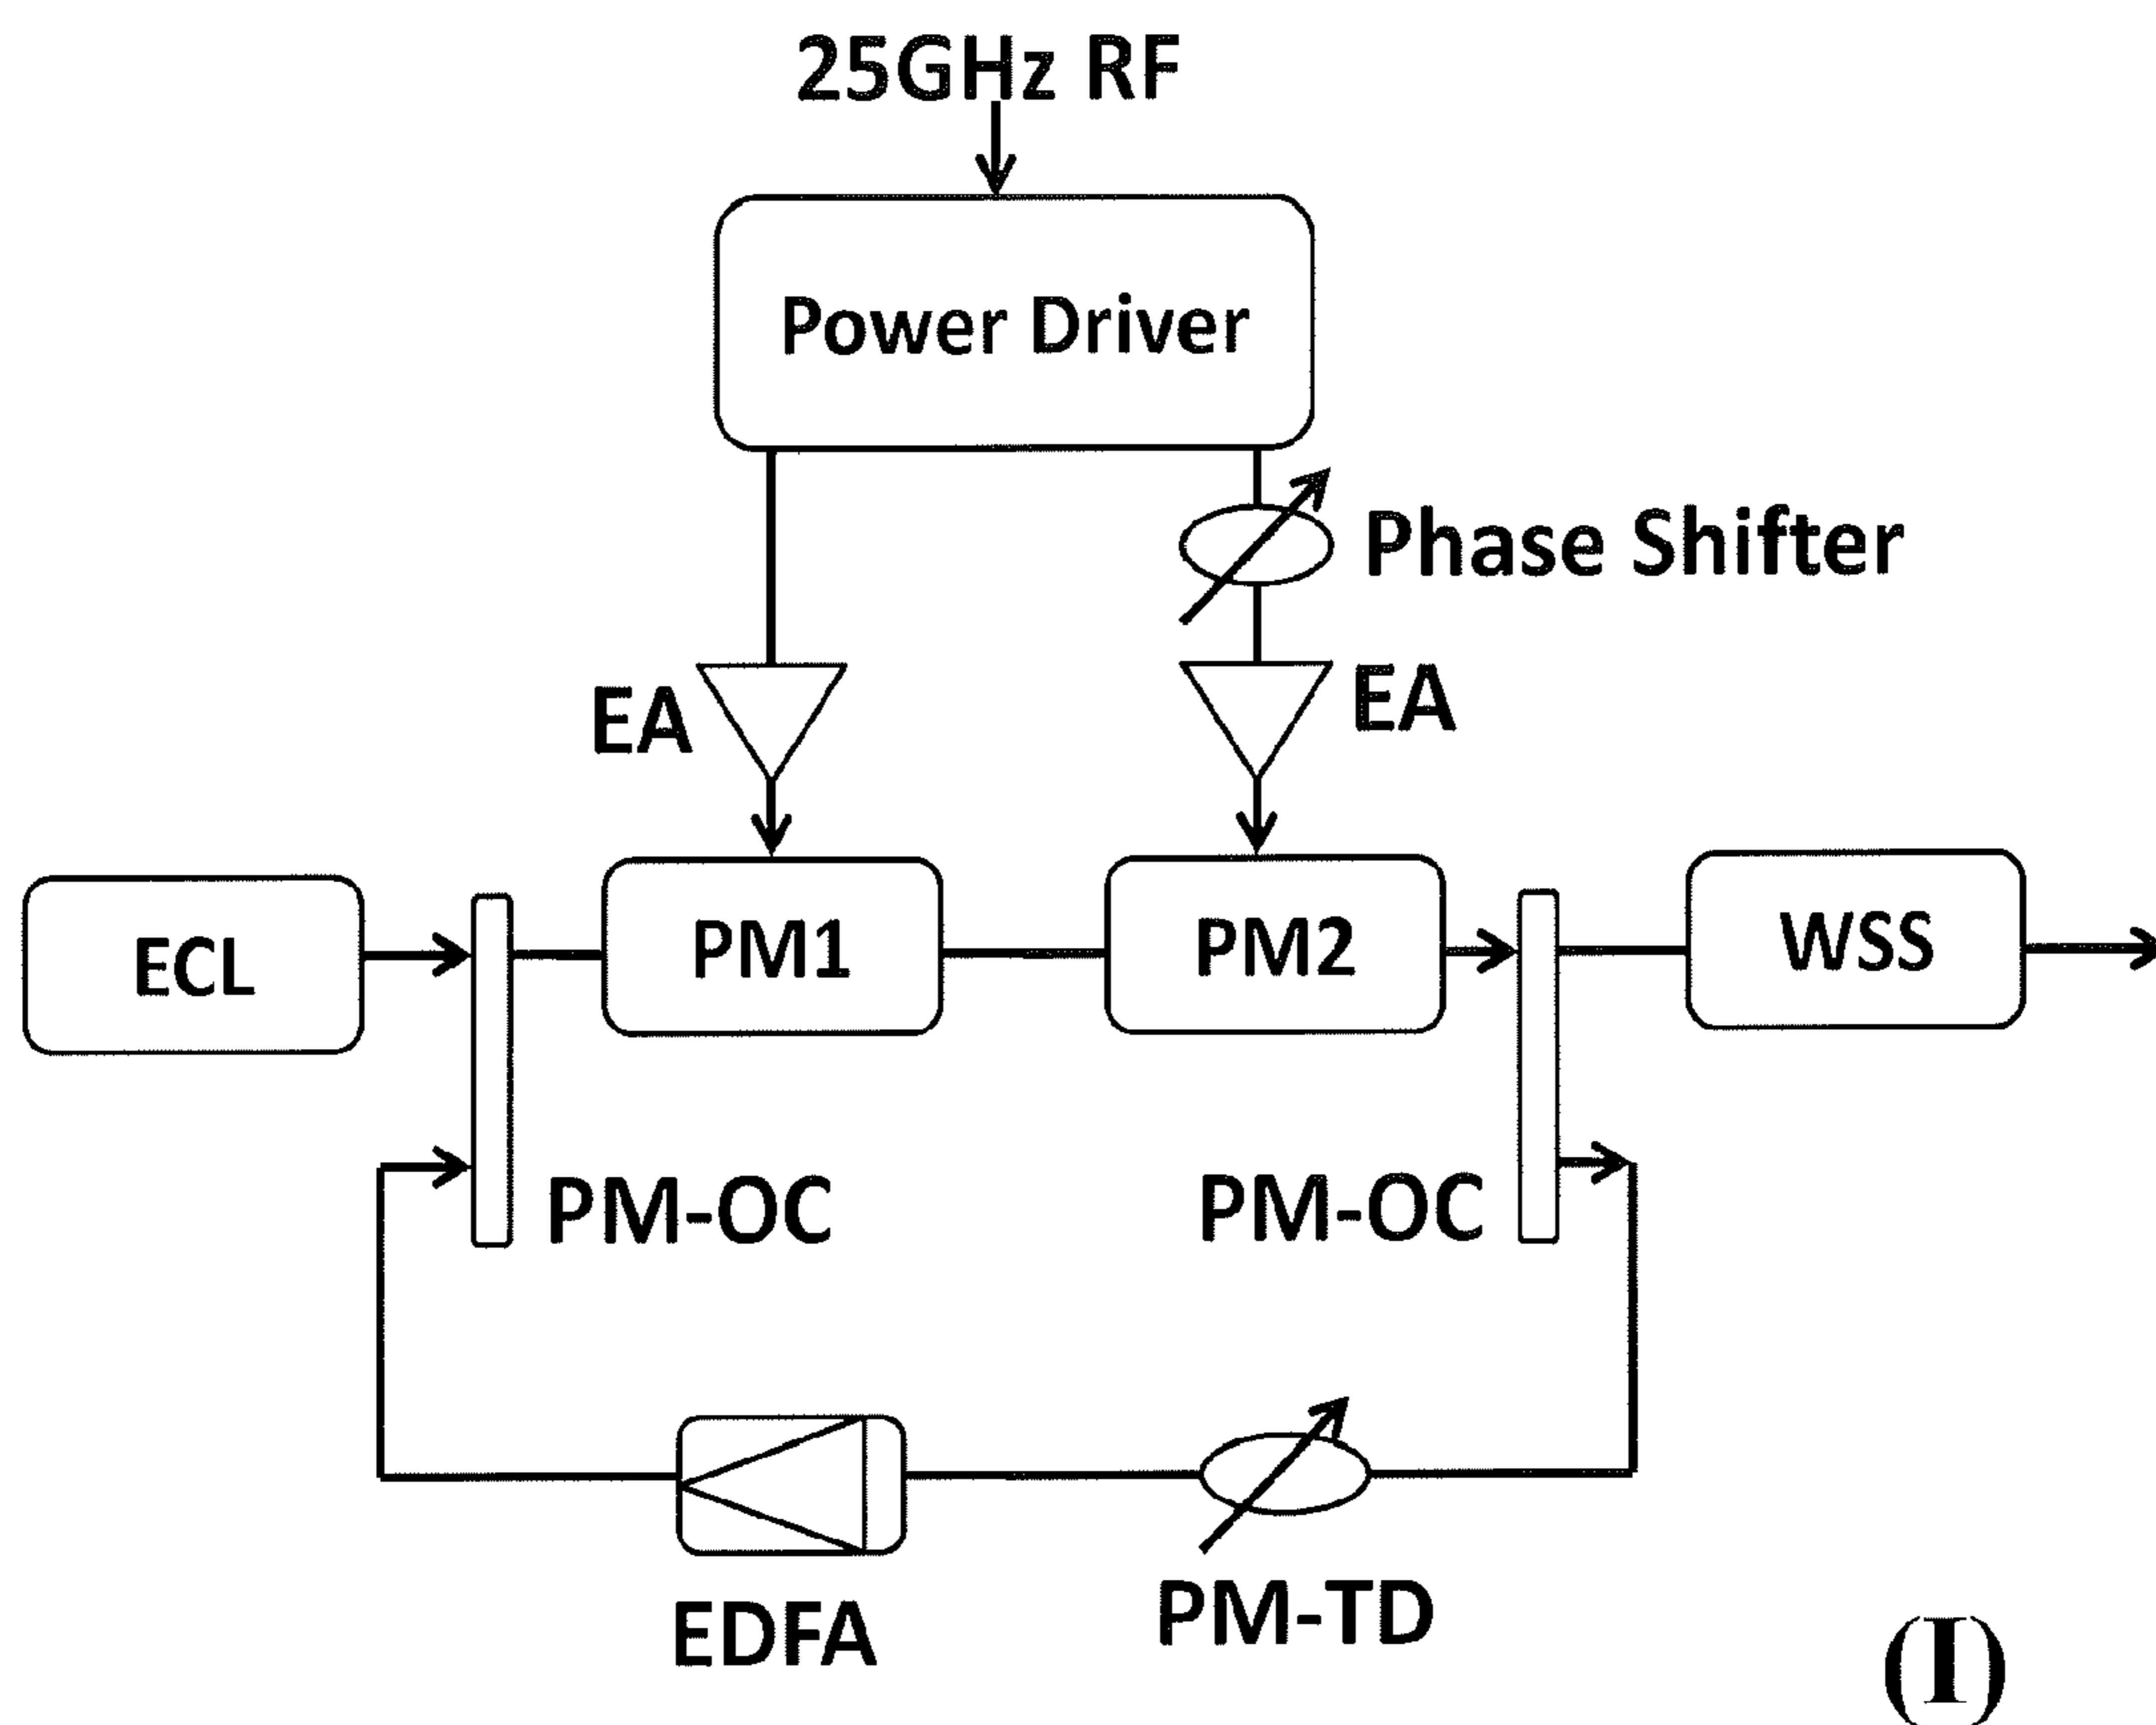 25GHz RF
Power Driver
Phase Shifter
EA
EA
ECL
PM1
PM2
WSS
PM-OC
PM-OC
EDFA
PM-TD
(I)